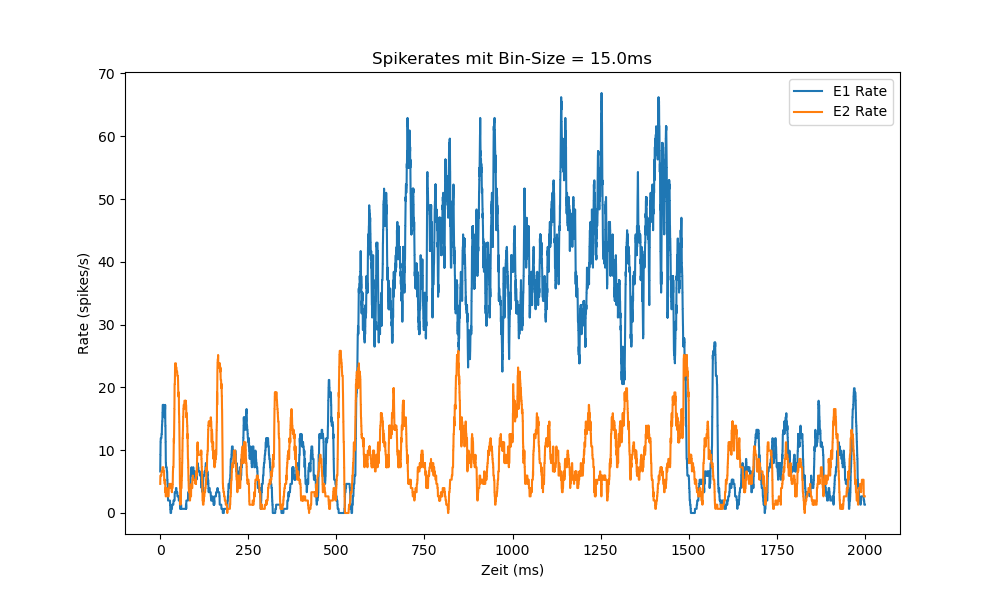 Spikerates mit Bin-Size = 15.0ms
70
60
50
40
30
20
10
0
Rate (spikes/s)
E1 Rate
E2 Rate
0 250 500 750 1000 1250 1500 1750 2000
Zeit (ms)